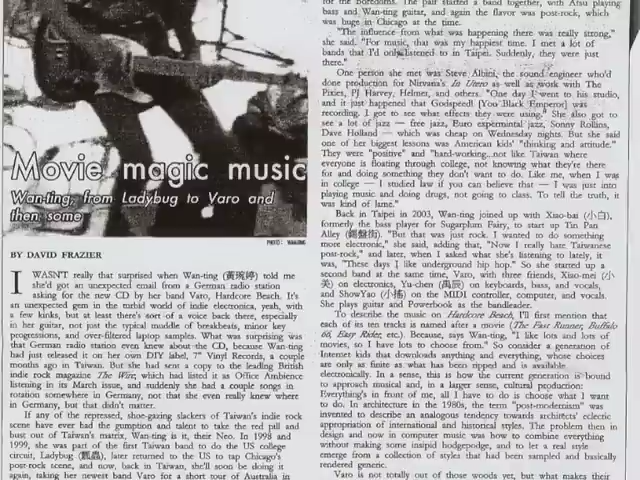 Movie magic music
Wan-ting, from Ladybug to Varo and
then some
BY DAVID FRAZIER
I WASN'T really that surprised when Wan-ting (黃琬婷) told me
she'd got an unexpected email from a German radio station
asking for the new CD by her band Varo, Hardcore Beach. It's
an unexpected gem in the turbid world of indie electronica, yeah, with
a few kinks, but at least there's sort of a voice back there, especially
in her guitar, not just the typical muddle of breakbeats, minor key
progressions, and over-filtered laptop samples. What was surprising was
that German radio station even knew about the CD, because Wan-ting
had just released it on her own DIY label, 7" Vinyl Records, a couple
months ago in Taiwan. But she had sent a copy to the leading British
indie rock magazine The Wire, which had listed it as Office Ambience
listening in its March issue, and suddenly she had a couple songs in
rotation somewhere in Germany, not that she even really knew where
in Germany, but that didn't matter.
If any of the repressed, shoe-gazing slackers of Taiwan's indie rock
scene have ever had the gumption and talent to take the red pill and
bust out of Taiwan's matrix, Wan-ting is it, their Neo. In 1998 and
1999, she was part of the first Taiwan band to do the US college
circuit, Ladybug (瓢蟲), later returned to the US to tap Chicago's
post-rock scene, and now, back in Taiwan, she'll soon be doing it
again, taking her newest band Varo for a short tour of Australia in
for the Boredoms. The pair started a band together, with Atsu playing
bass and Wan-ting guitar, and again the flavor was post-rock, which
was huge in Chicago at the time.
"The influence from what was happening there was really strong,"
she said. "For music, that was my happiest time. I met a lot of
bands that I'd only listened to in Taipei. Suddenly, they were just
there."
One person she met was Steve Albini, the sound engineer who'd
done production for Nirvana's In Utero as well as work with The
Pixies, PJ Harvey, Helmet, and others. "One day I went to his studio,
and it just happened that Godspeed! [You Black Emperor] was
recording. I got to see what effects they were using." She also got to
see a lot of jazz — free jazz, Euro experimental jazz, Sonny Rollins,
Dave Holland — which was cheap on Wednesday nights. But she said
one of her biggest lessons was American kids' "thinking and attitude."
They were "positive" and "hard-working...not like Taiwan where
everyone is floating through college, not knowing what they're there
for and doing something they don't want to do. Like me, when I was
in college — I studied law if you can believe that — I was just into
playing music and doing drugs, not going to class. To tell the truth, it
was kind of lame."
Back in Taipei in 2003, Wan-ting joined up with Xiao-bai (小白),
formerly the bass player for Sugarplum Fairy, to start up Tin Pan
Alley (錫盤街). "But that was just rock. I wanted to do something
more electronic," she said, adding that, "Now I really hate Taiwanese
post-rock," and later, when I asked what she's listening to lately, it
was, "These days I like underground hip hop." So she started up a
second band at the same time, Varo, with three friends, Xiao-mei (小
美) on electronics, Yu-chen (禹辰) on keyboards, bass, and vocals,
and ShowYao (小搖) on the MIDI controller, computer, and vocals.
She plays guitar and Powerbook as the bandleader.
To describe the music on Hardcore Beach, I'll first mention that
each of its ten tracks is named after a movie (The Fast Runner, Buffalo
66, Easy Rider, etc.). Because, says Wan-ting, "I like lots and lots of
movies, so I have lots to choose from." So consider a generation of
Internet kids that downloads anything and everything, whose choices
are only as finite as what has been ripped and is available
electronically. In a sense, this is how the current generation is bound
to approach musical and, in a larger sense, cultural production:
Everything's in front of me, all I have to do is choose what I want
to do. In architecture in the 1980s, the term "post-modernism" was
invented to describe an analogous tendency towards architects' eclectic
appropriation of international and historical styles. The problem then in
design and now in computer music was how to combine everything
without making some insipid hodgepodge, and to let a real style
emerge from a collection of styles that had been sampled and basically
rendered generic.
Varo is not totally out of those woods yet, but what makes their